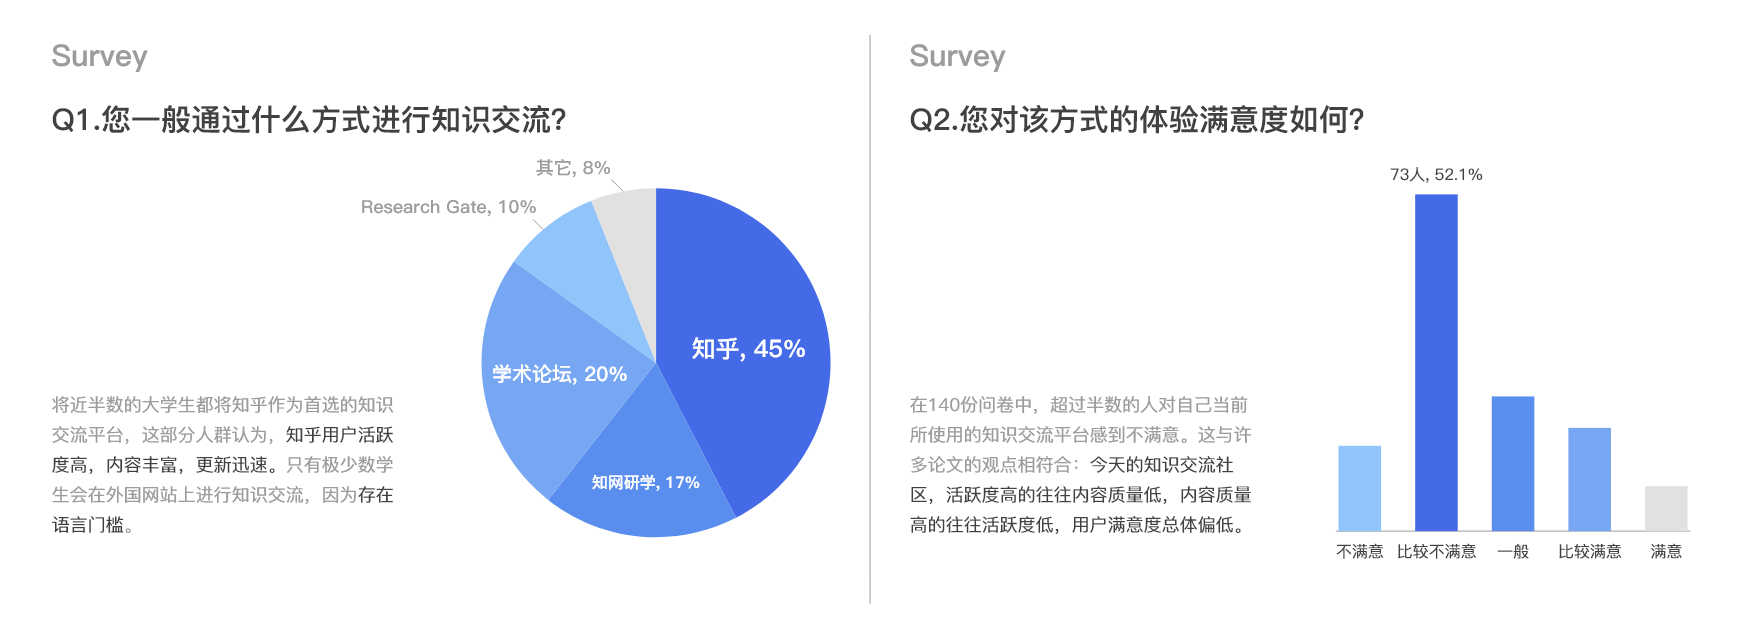 Survey
Q1.您一般通过什么方式进行知识交流?
其它, 8%
Research Gate, 10%
知乎, 45%
学术论坛, 20%
知网研学, 17%
将近半数的大学生都将知乎作为首选的知识
交流平台，这部分人群认为，知乎用户活跃
度高，内容丰富，更新迅速。只有极少数学
生会在外国网站上进行知识交流，因为存在
语言门槛。
Survey
Q2.您对该方式的体验满意度如何?
73人, 52.1%
在140份问卷中，超过半数的人对自己当前
所使用的知识交流平台感到不满意。这与许
多论文的观点相符合：今天的知识交流社
区，活跃度高的往往内容质量低，内容质量
高的往往活跃度低，用户满意度总体偏低。
不满意 比较不满意 一般 比较满意 满意